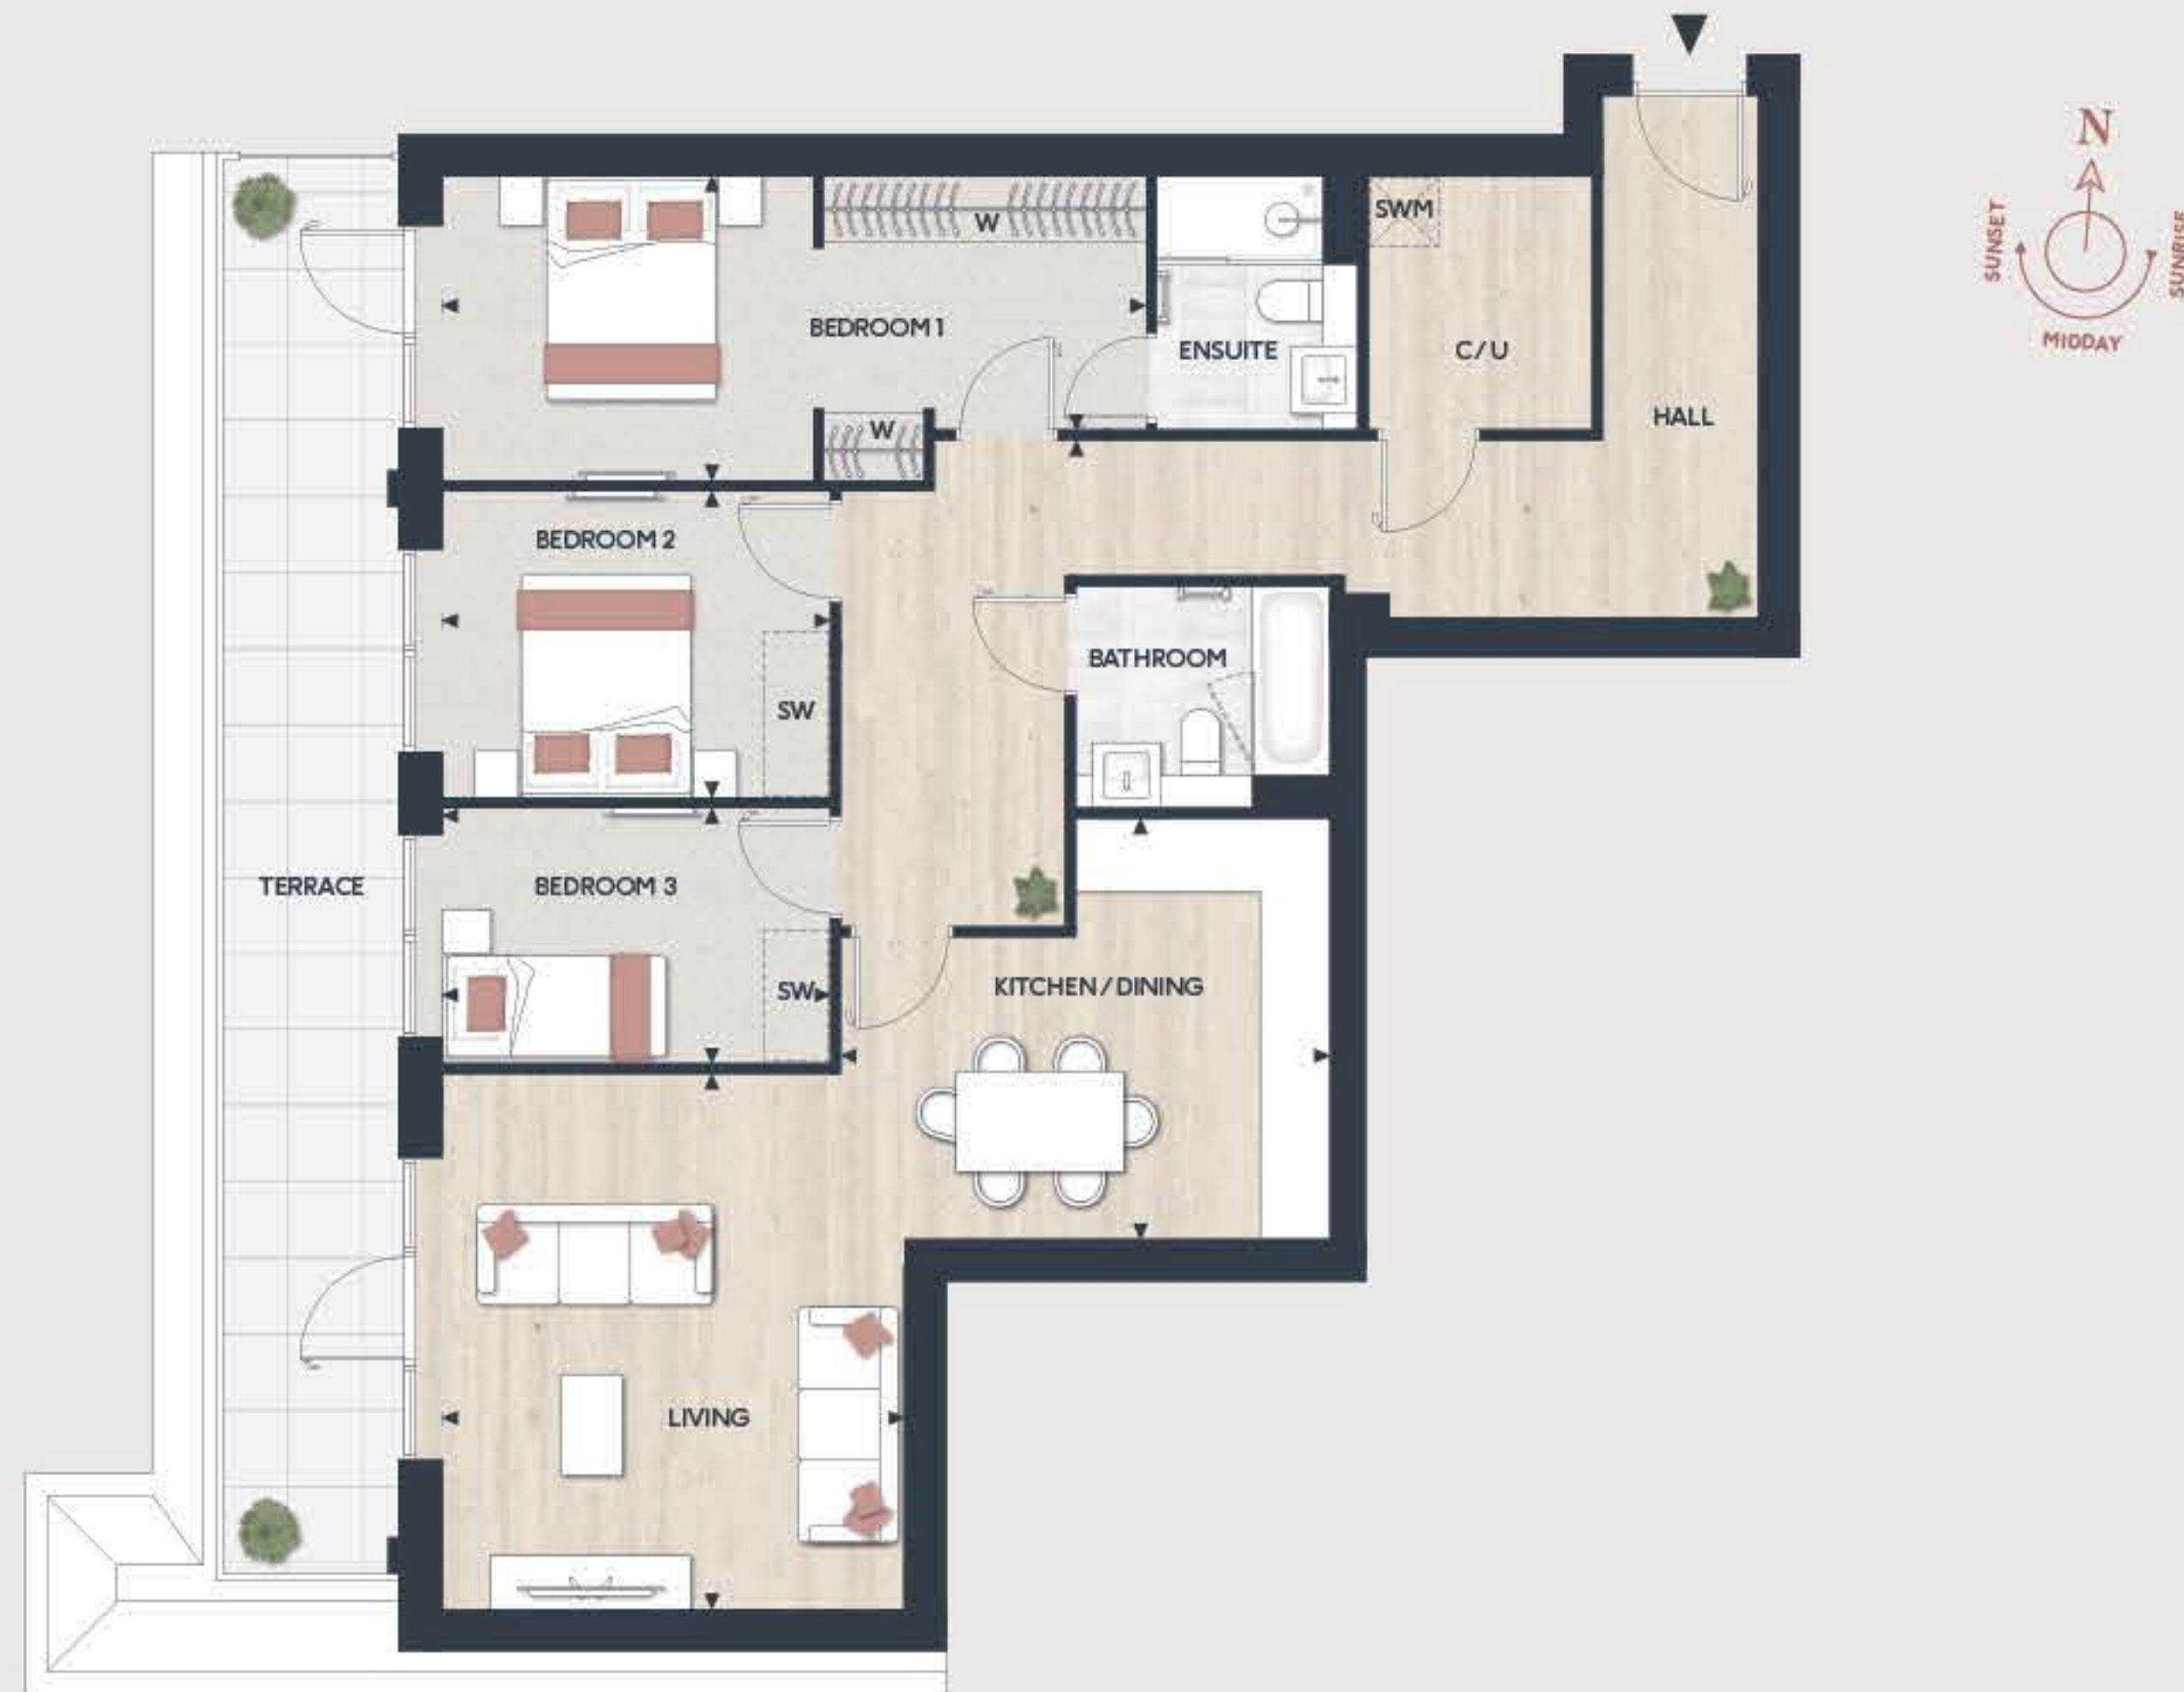 N
SUNSET
SUNRISE
MIDDAY
W
SWM
BEDROOM 1
ENSUITE
C/U
HALL
W
BEDROOM 2
BATHROOM
SW
TERRACE
BEDROOM 3
SW
KITCHEN/DINING
LIVING